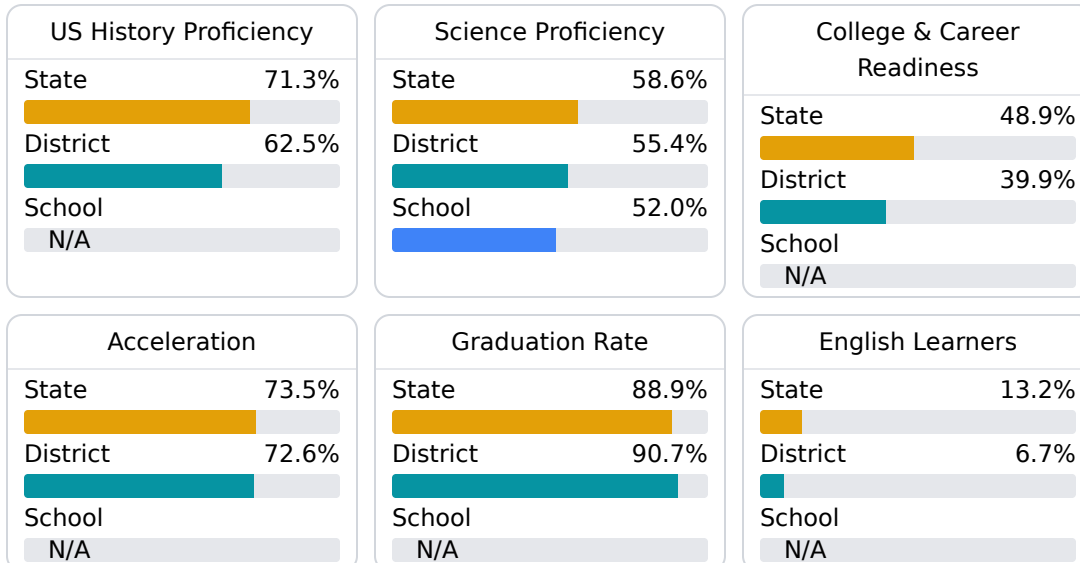 US History Proficiency
State 71.3%
District 62.5%
School
N/A
Science Proficiency
State 58.6%
District 55.4%
School 52.0%
College & Career
Readiness
State 48.9%
District 39.9%
School
N/A
Acceleration
State 73.5%
District 72.6%
School
N/A
Graduation Rate
State 88.9%
District 90.7%
School
N/A
English Learners
State 13.2%
District 6.7%
School
N/A